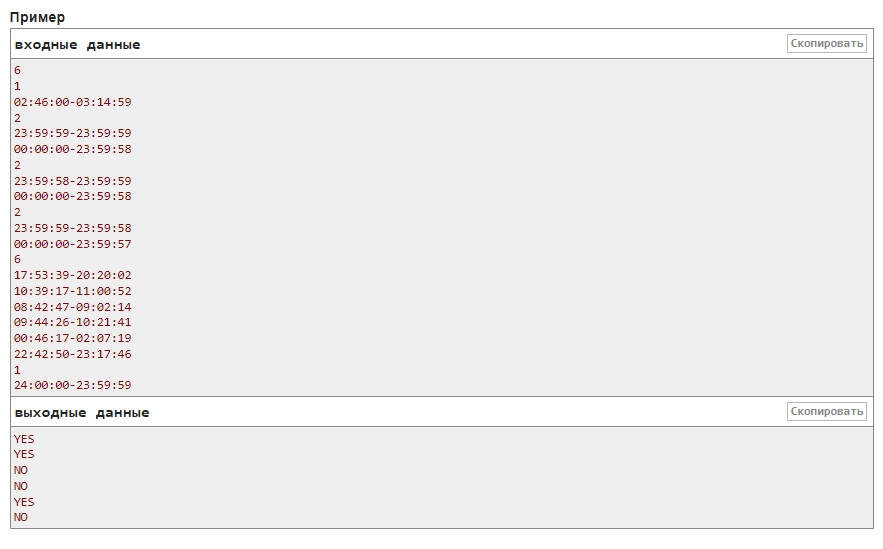 Пример
входные данные
Скопировать
6
1
02:46:00-03:14:59
2
23:59:59-23:59:59
00:00:00-23:59:58
2
23:59:58-23:59:59
00:00:00-23:59:58
2
23:59:59-23:59:58
00:00:00-23:59:57
6
17:53:39-20:20:02
10:39:17-11:00:52
08:42:47-09:02:14
09:44:26-10:21:41
00:46:17-02:07:19
22:42:50-23:17:46
1
24:00:00-23:59:59
выходные данные
Скопировать
YES
YES
NO
NO
YES
NO